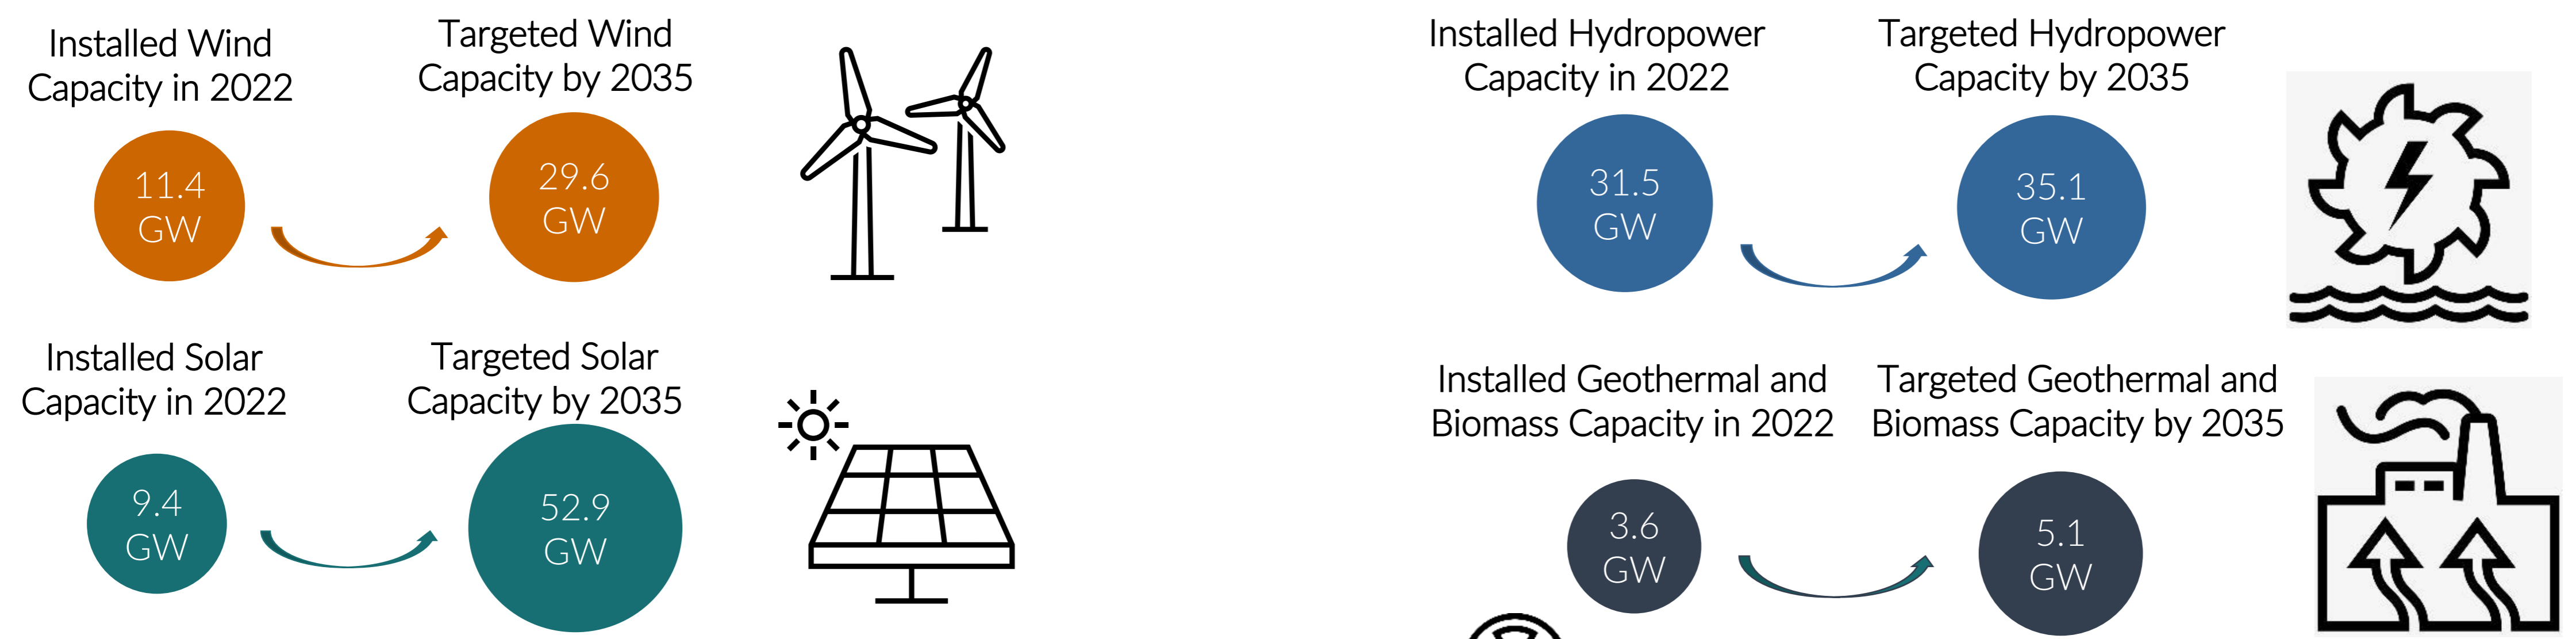 Installed Wind
Capacity in 2022
Targeted Wind
Capacity by 2035
11.4
GW
29.6
GW
Installed Hydropower
Capacity in 2022
Targeted Hydropower
Capacity by 2035
31.5
GW
35.1
GW
Installed Solar
Capacity in 2022
Targeted Solar
Capacity by 2035
9.4
GW
52.9
GW
Installed Geothermal and
Biomass Capacity in 2022
Targeted Geothermal and
Biomass Capacity by 2035
3.6
GW
5.1
GW